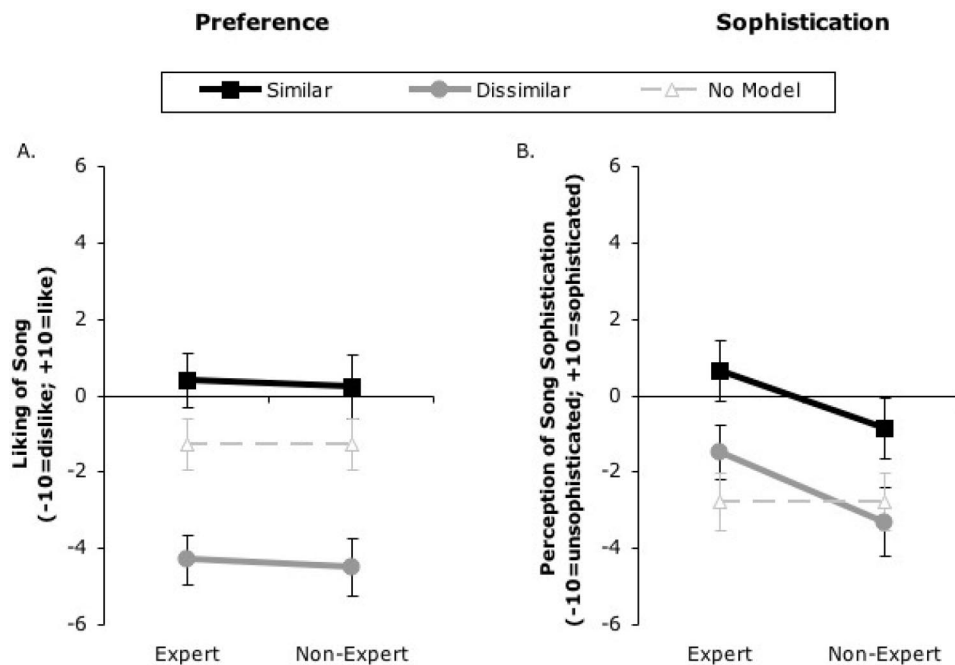 Preference
Sophistication
Similar
Dissimilar
No Model
A.
Liking of Song
(-10=dislike; +10=like)
6
4
2
0
-2
-4
-6
Expert
Non-Expert
B.
Perception of Song Sophistication
(-10=unsophisticated; +10=sophisticated)
6
4
2
0
-2
-4
-6
Expert
Non-Expert